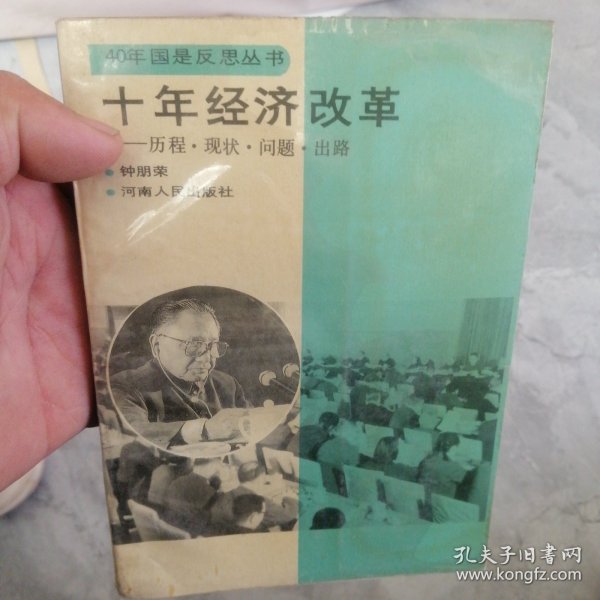 40年国是反思丛书
十年经济改革
——历程·现状·问题·出路
钟朋荣
河南人民出版社
孔夫子旧书网
www.kongfz.com